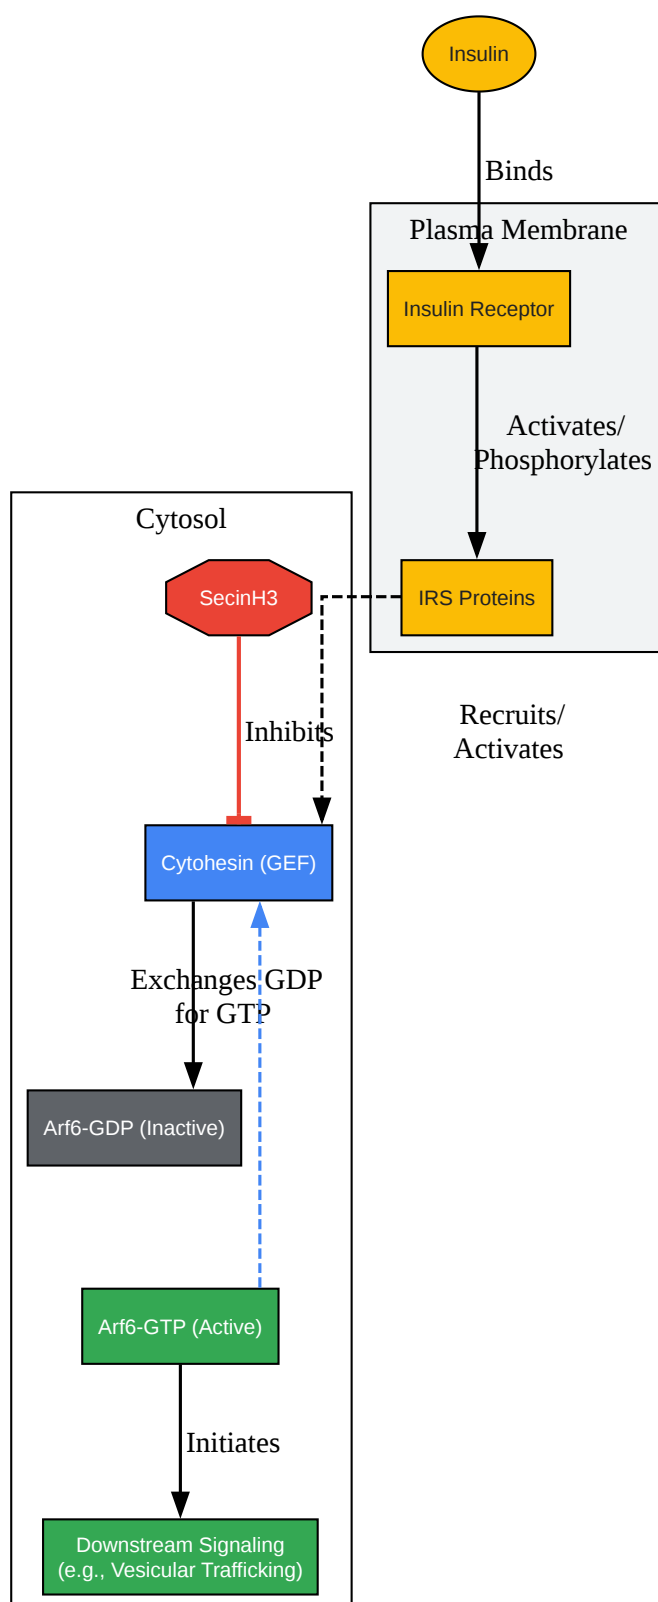 Insulin
Binds
Plasma Membrane
Insulin Receptor
Activates/
Phosphorylates
Cytosol
SecinH3
IRS Proteins
Inhibits
Recruits/
Activates
Cytohesin (GEF)
Exchanges GDP
for GTP
Arf6-GDP (Inactive)
Arf6-GTP (Active)
Initiates
Downstream Signaling
(e.g., Vesicular Trafficking)